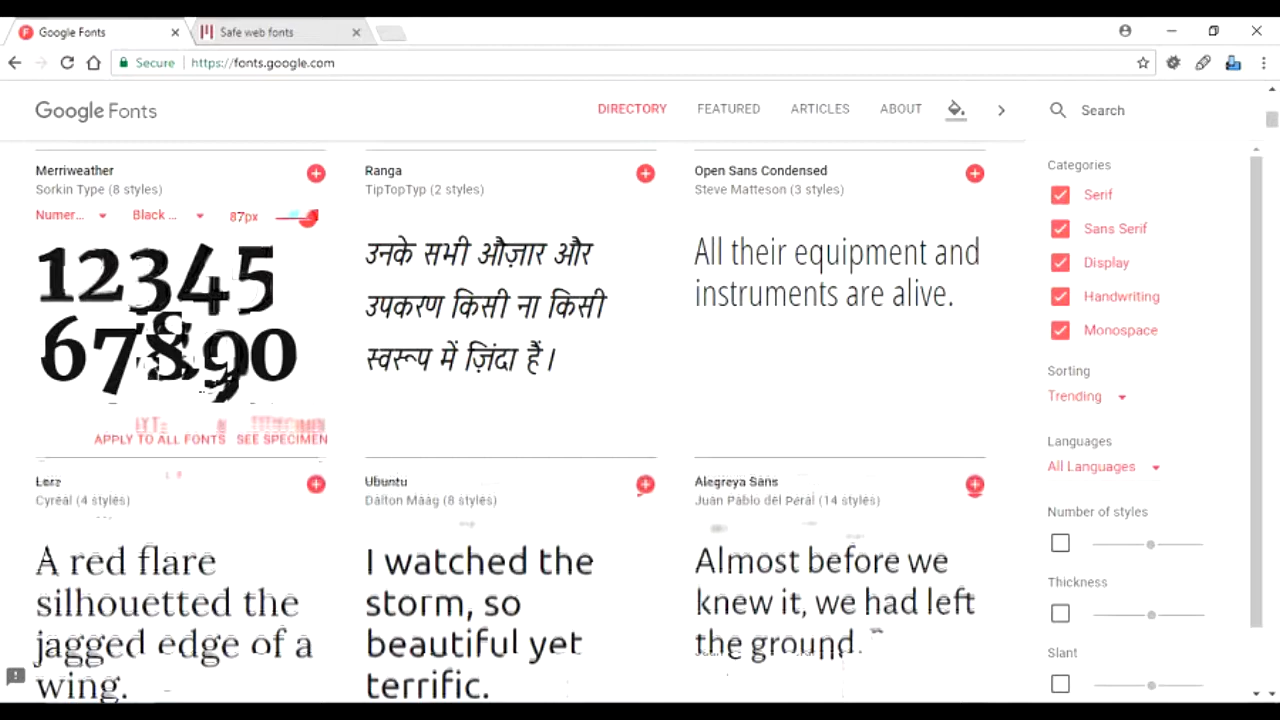 Google Fonts
Safe web fonts
Secure
https://fonts.google.com
Google Fonts
DIRECTORY
FEATURED
ARTICLES
ABOUT
Search
Merriweather
Sorkin Type (8 styles)
Numer...
Black ...
87px
12345
67890
APPLY TO ALL FONTS
SEE SPECIMEN
Ranga
TipTopTyp (2 styles)
उनके सभी औज़ार और
उपकरण किसी ना किसी
स्वरूप में ज़िंदा हैं।
Open Sans Condensed
Steve Matteson (3 styles)
All their equipment and
instruments are alive.
Lora
Cyreal (4 styles)
A red flare
silhouetted the
jagged edge of a
wing.
Ubuntu
Dalton Maag (8 styles)
I watched the
storm, so
beautiful yet
terrific.
Alegreya Sans
Juan Pablo del Peral (14 styles)
Almost before we
knew it, we had left
the ground.
Categories
Serif
Sans Serif
Display
Handwriting
Monospace
Sorting
Trending
Languages
All Languages
Number of styles
Thickness
Slant